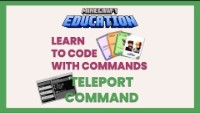 MINECRAFT
EDUCATION
LEARN
TO CODE
WITH COMMANDS
TELEPORT
COMMAND